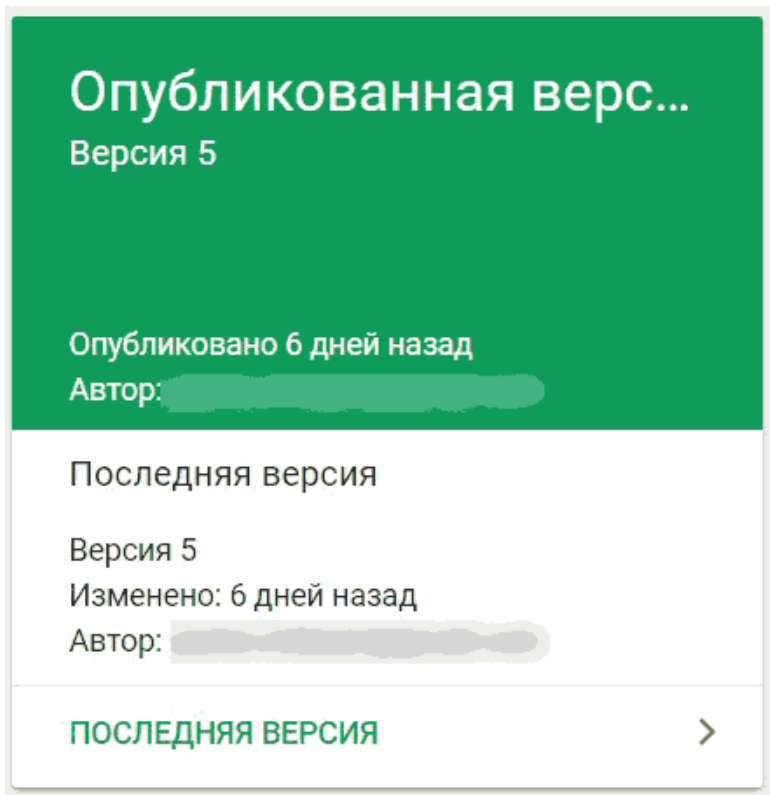 Опубликованная верс...
Версия 5
Опубликовано 6 дней назад
Автор:
Последняя версия
Версия 5
Изменено: 6 дней назад
Автор:
ПОСЛЕДНЯЯ ВЕРСИЯ